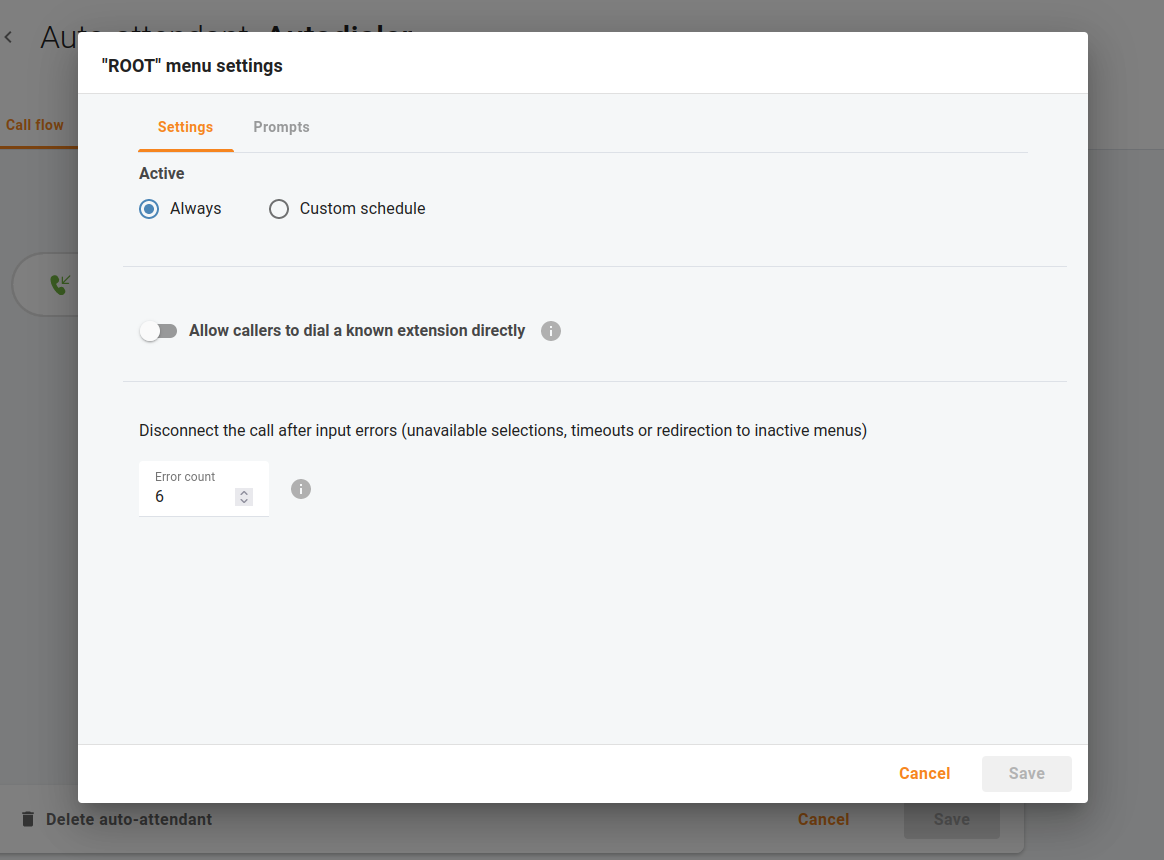 Auto-attendant Autodialer
"ROOT" menu settings
Call flow
Settings
Prompts
Active
Always
Custom schedule
Allow callers to dial a known extension directly
Disconnect the call after input errors (unavailable selections, timeouts or redirection to inactive menus)
Error count
6
Cancel
Save
Delete auto-attendant
Cancel
Save